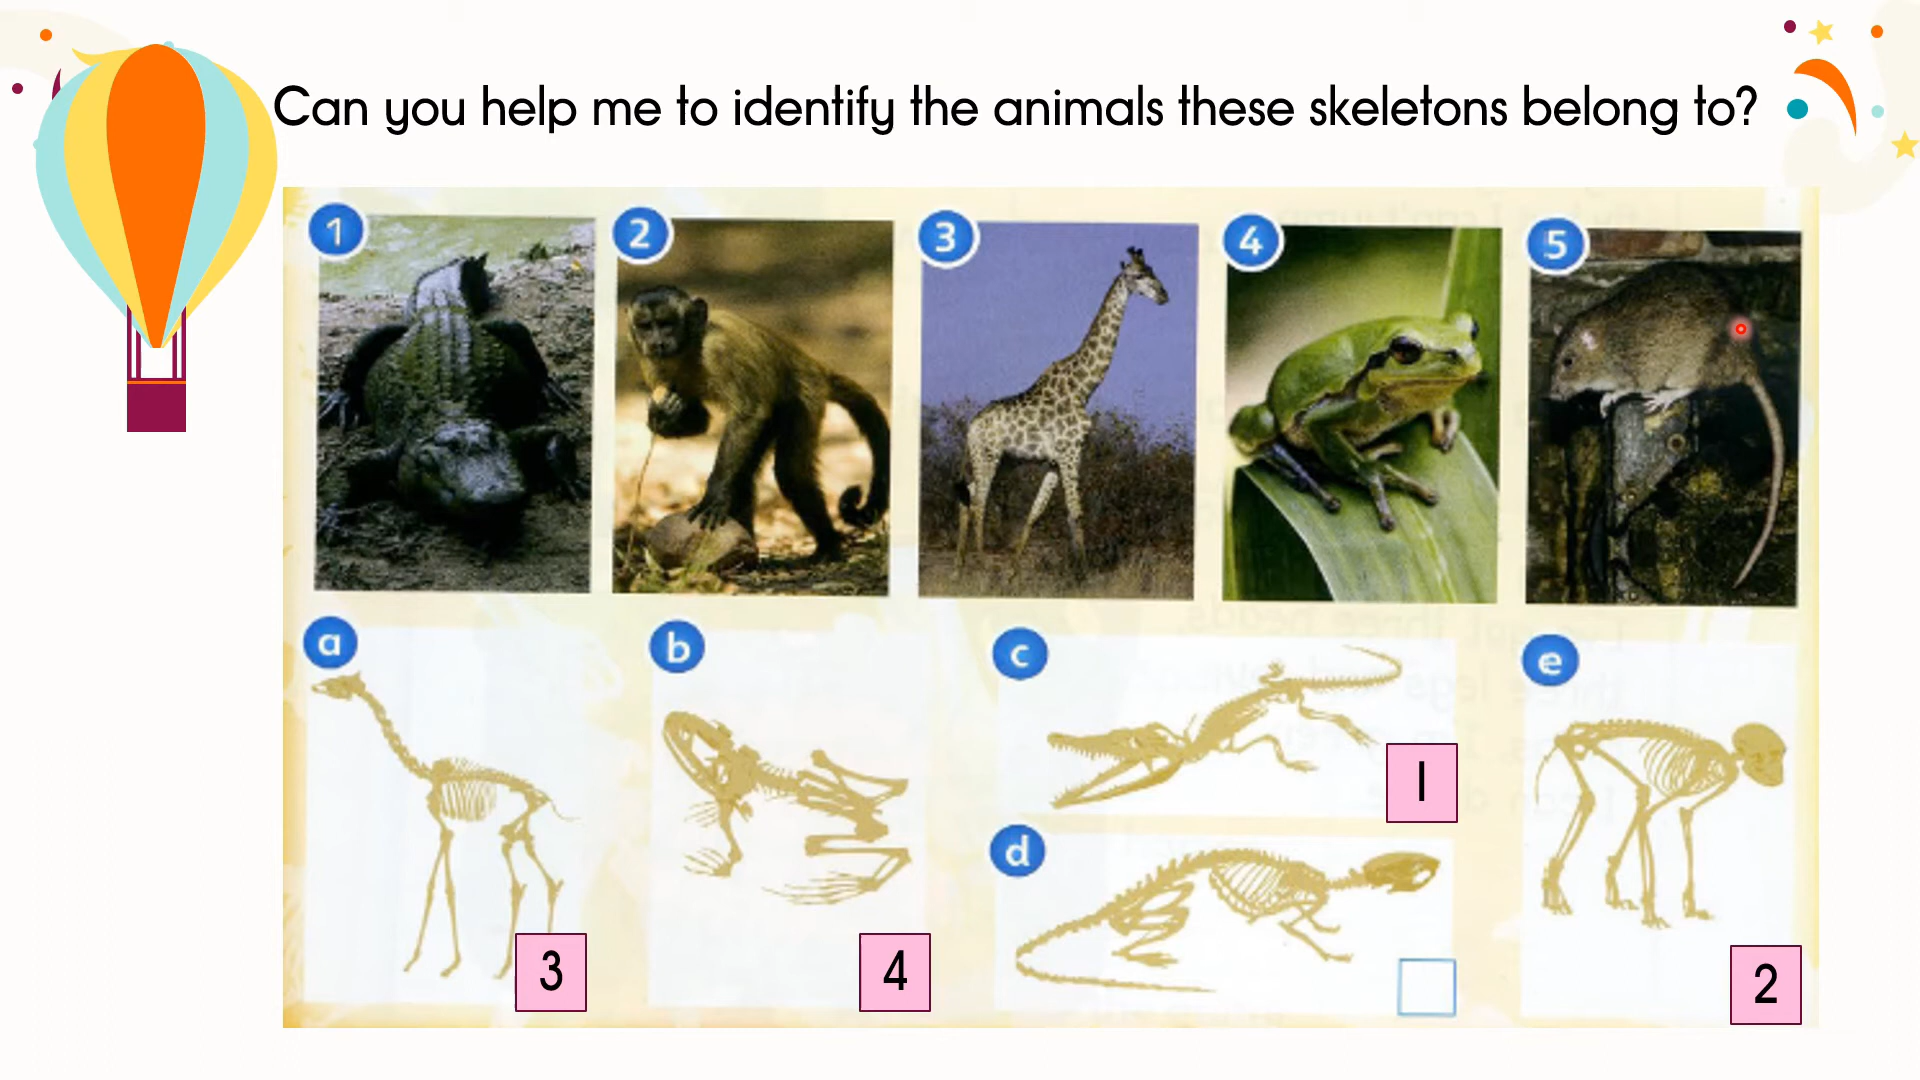 Can you help me to identify the animals these skeletons belong to?
1 2 3 4 5
a b c e
1
d
3 4 2